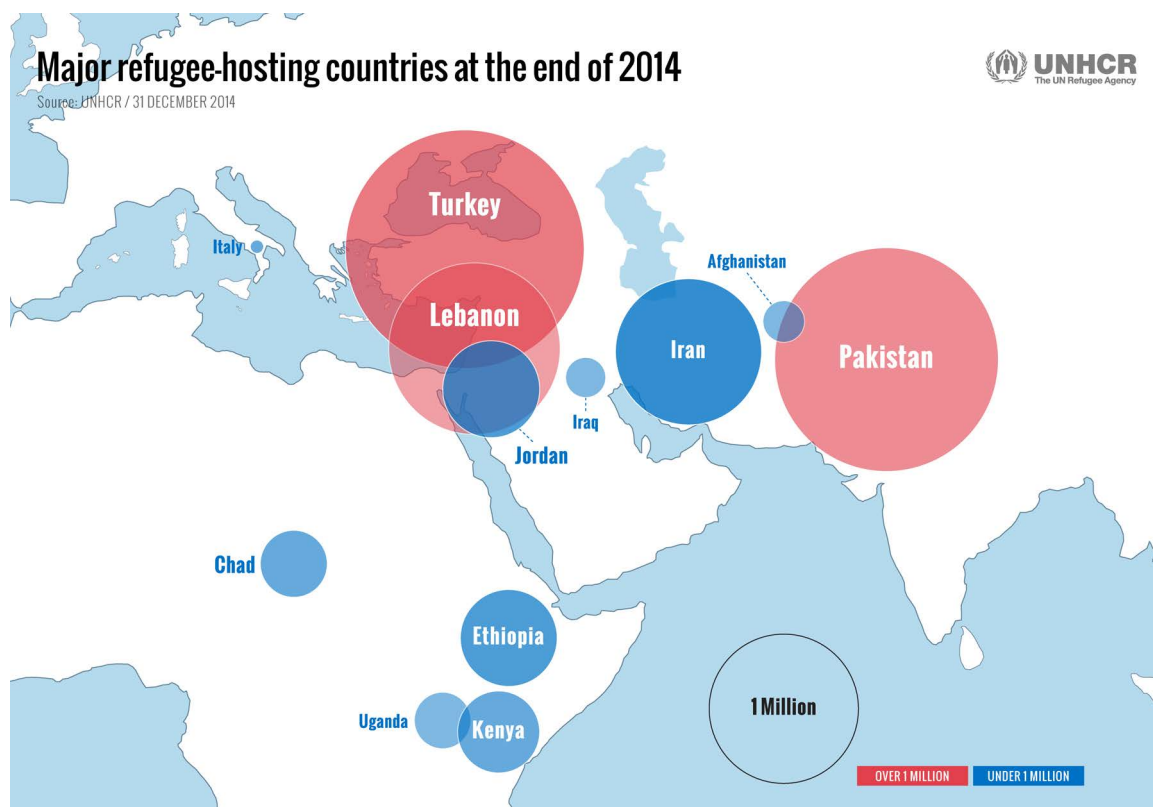 Major refugee-hosting countries at the end of 2014
Source: UNHCR / 31 DECEMBER 2014
UNHCR
The UN Refugee Agency
Turkey
Italy
Afghanistan
Lebanon
Iran
Pakistan
Iraq
Jordan
Chad
Ethiopia
Uganda
Kenya
1 Million
OVER 1 MILLION
UNDER 1 MILLION